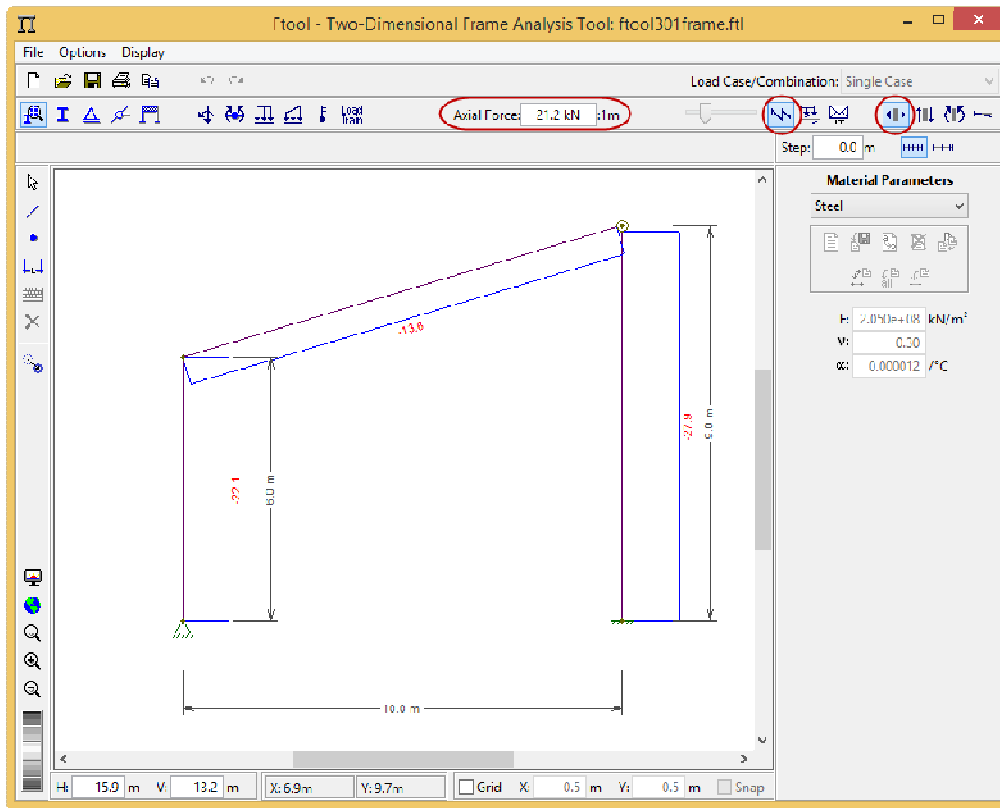 Ftool - Two-Dimensional Frame Analysis Tool: ftool301frame.ftl
File Options Display
Load Case/Combination: Single Case
Load Train
Axial Force: 21.2 kN :1m
Step: 0.0 m
Material Parameters
Steel
E: 2.050e+08 kN/m²
ν: 0.30
α: 0.000012 /°C
-13.6
-27.9
9.0 m
-22.1
6.0 m
10.0 m
H: 15.9 m V: 13.2 m X: 6.9m Y: 9.7m Grid X: 0.5 m Y: 0.5 m Snap